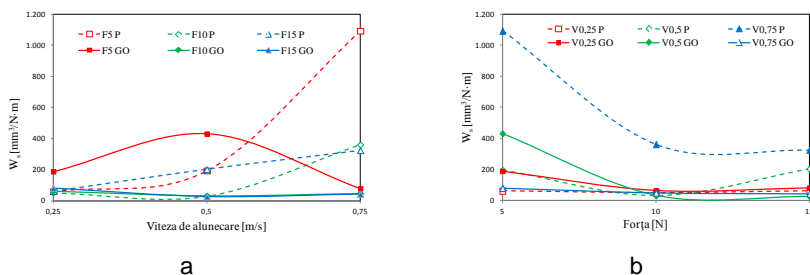 1.200
1.000
800
600
400
200
0
W s [mm³/N·m]
F5 P F10 P F15 P
F5 GO F10 GO F15 GO
0,25 0,5 0,75
Viteza de alunecare [m/s]
a
1.200
1.000
800
600
400
200
0
W s [mm³/N·m]
V0,25 P V0,5 P V0,75 P
V0,25 GO V0,5 GO V0,75 GO
5 10
Forța [N]
b